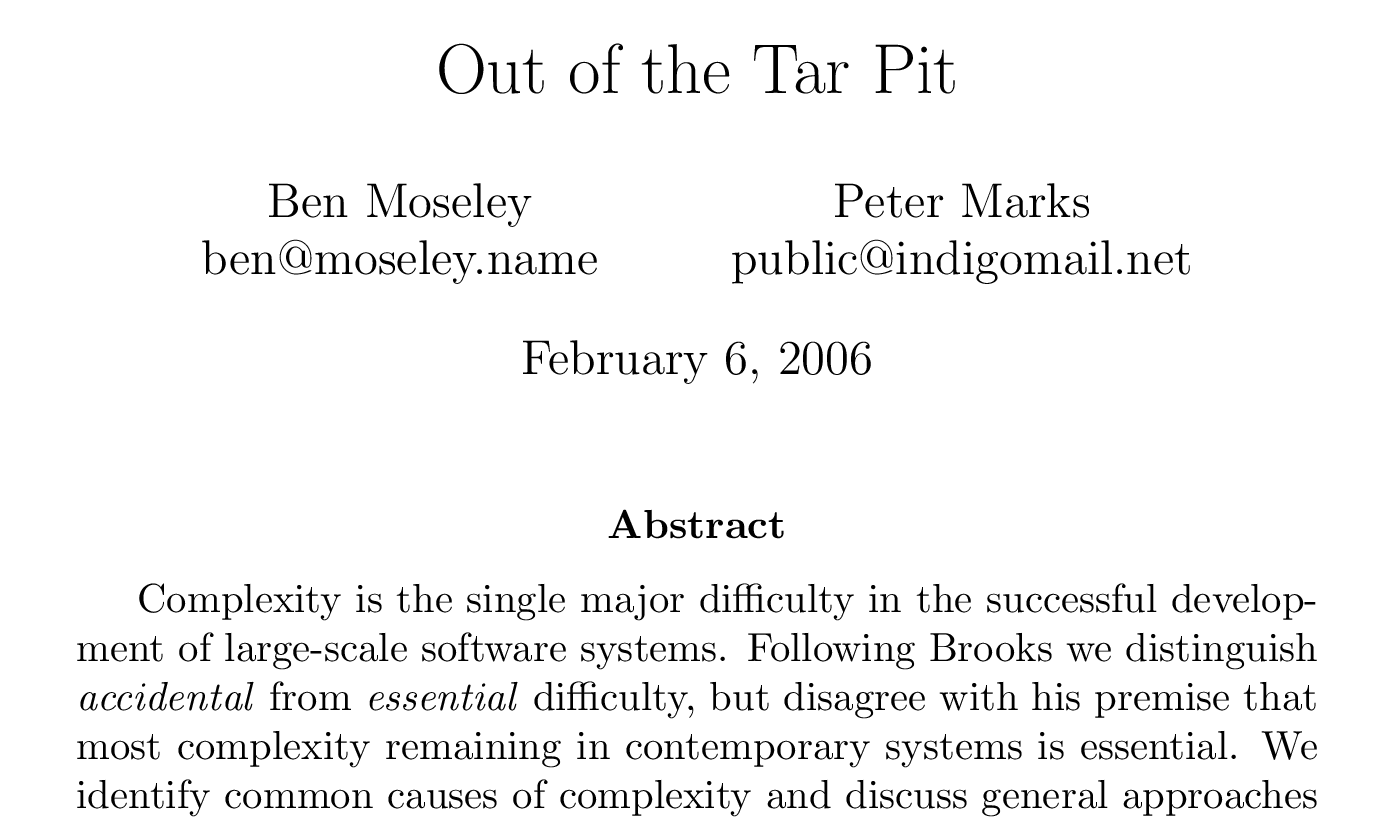 Out of the Tar Pit
Ben Moseley
ben@moseley.name
Peter Marks
public@indigomail.net
February 6, 2006
Abstract
Complexity is the single major difficulty in the successful develop-
ment of large-scale software systems. Following Brooks we distinguish
accidental from essential difficulty, but disagree with his premise that
most complexity remaining in contemporary systems is essential. We
identify common causes of complexity and discuss general approaches